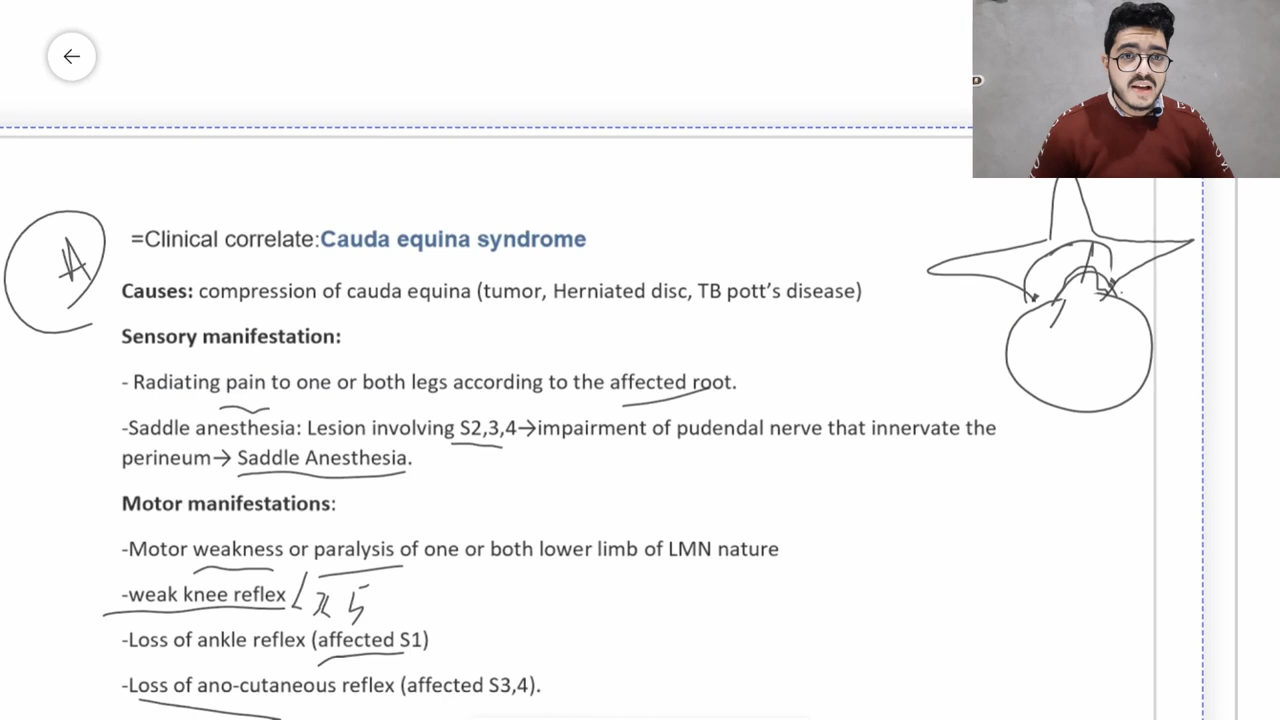 =Clinical correlate:Cauda equina syndrome
A
Causes: compression of cauda equina (tumor, Herniated disc, TB pott’s disease)
Sensory manifestation:
- Radiating pain to one or both legs according to the affected root.
-Saddle anesthesia: Lesion involving S2,3,4→impairment of pudendal nerve that innervate the
perineum→ Saddle Anesthesia.
Motor manifestations:
-Motor weakness or paralysis of one or both lower limb of LMN nature
-weak knee reflex
-Loss of ankle reflex (affected S1)
-Loss of ano-cutaneous reflex (affected S3,4).